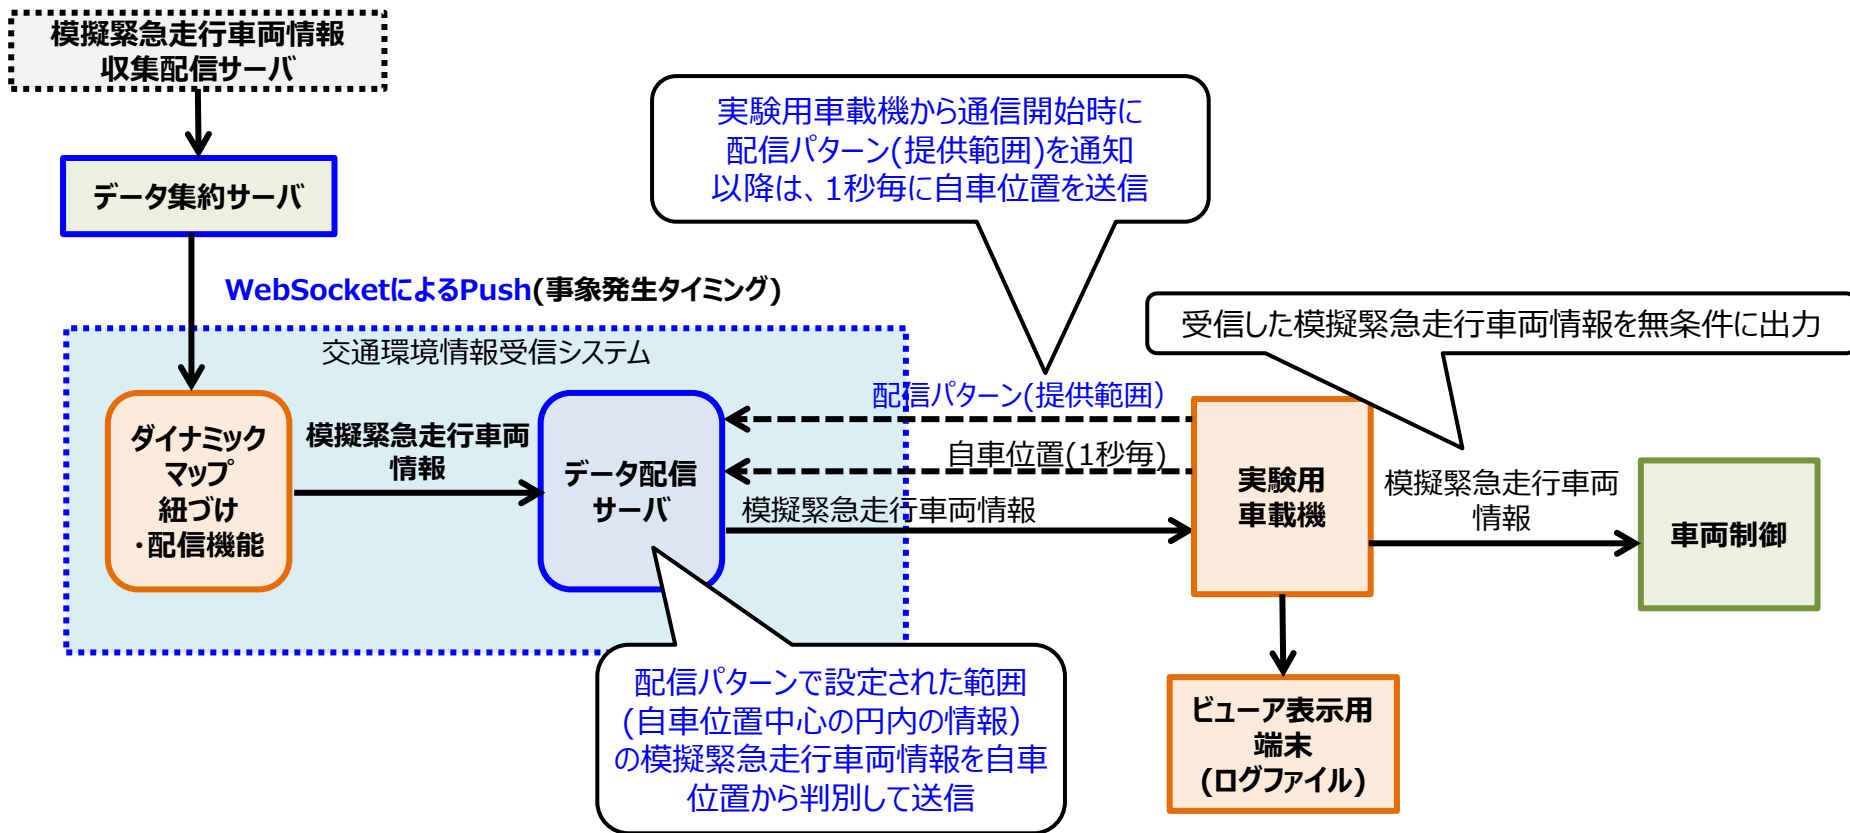 模擬緊急走行車両情報
収集配信サーバ
データ集約サーバ
実験用車載機から通信開始時に
配信パターン(提供範囲)を通知
以降は、1秒毎に自車位置を送信
WebSocketによるPush(事象発生タイミング)
受信した模擬緊急走行車両情報を無条件に出力
交通環境情報受信システム
ダイナミック
マップ
紐づけ
・配信機能
模擬緊急走行車両
情報
データ配信
サーバ
配信パターン(提供範囲)
自車位置(1秒毎)
模擬緊急走行車両情報
実験用
車載機
模擬緊急走行車両
情報
車両制御
配信パターンで設定された範囲
(自車位置中心の円内の情報)
の模擬緊急走行車両情報を自車
位置から判別して送信
ビューア表示用
端末
(ログファイル)